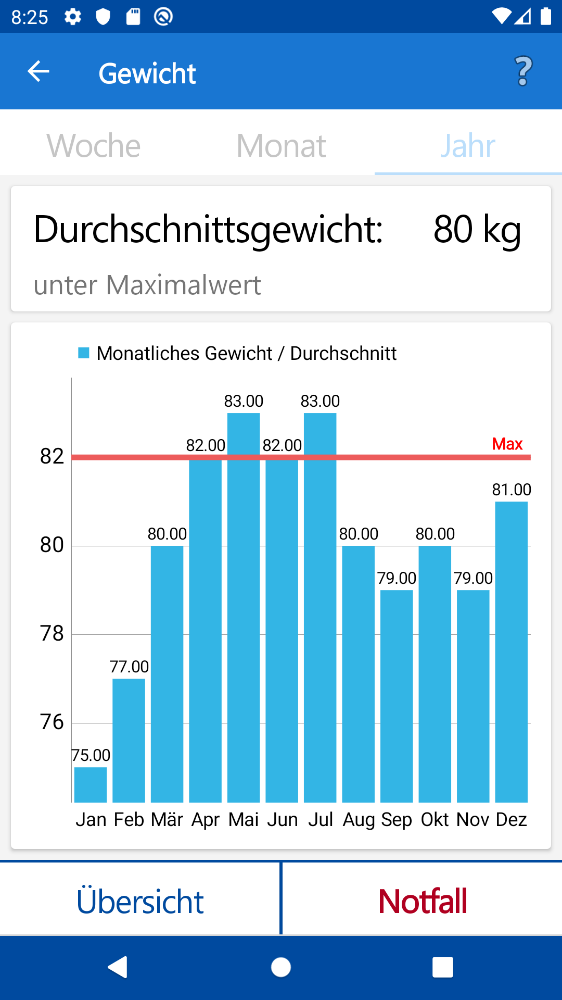 8:25
Gewicht
?
Woche Monat Jahr
Durchschnittsgewicht: 80 kg
unter Maximalwert
Monatliches Gewicht / Durchschnitt
83.00 83.00
82.00 82.00 Max
82
81.00
80.00 80.00 80.00
80
79.00 79.00
78
77.00
76
75.00
Jan Feb Mär Apr Mai Jun Jul Aug Sep Okt Nov Dez
Übersicht Notfall